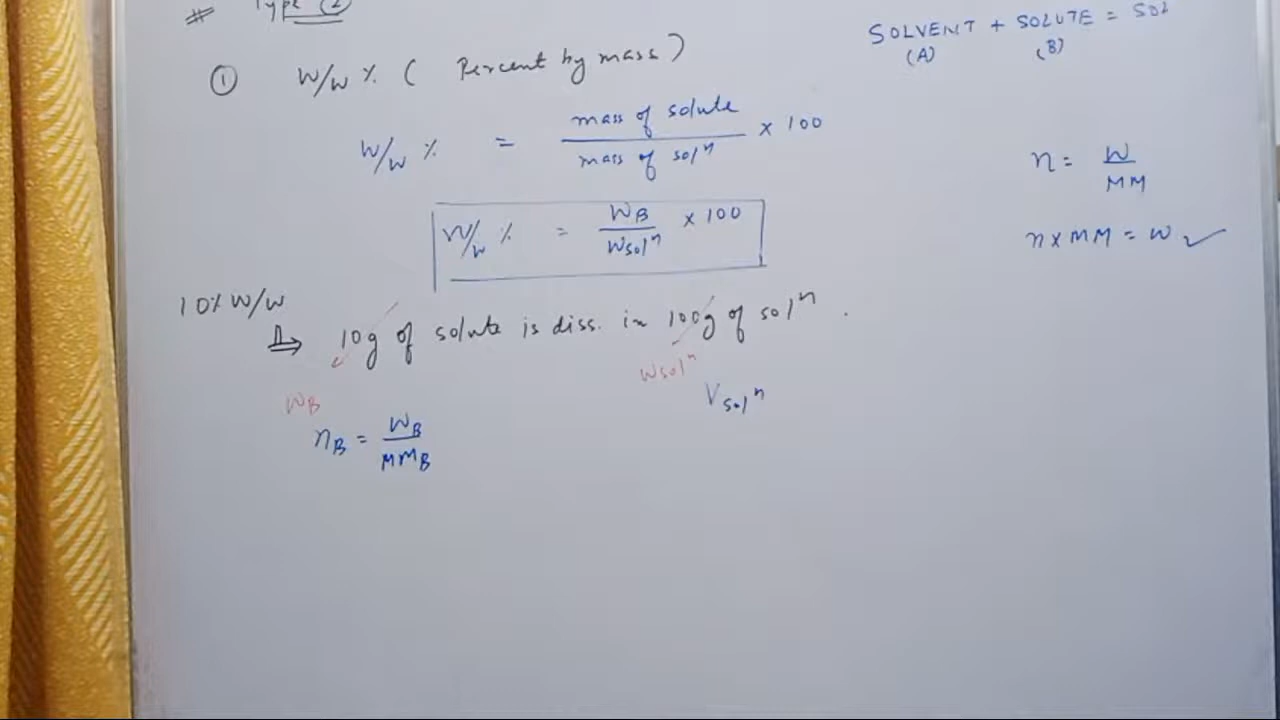 # Type ②
SOLVENT + SOLUTE = SOL
(A) (B)
① W/W % ( Percent by mass )
W/W % = mass of solute / mass of solⁿ × 100
n = W / MM
W/W % = WB / Wsolⁿ × 100
n × MM = W ✓
10% W/W
⇒ 10g of solute is diss. in 100g of solⁿ .
WB Wsolⁿ
Vsolⁿ
nB = WB / MMB